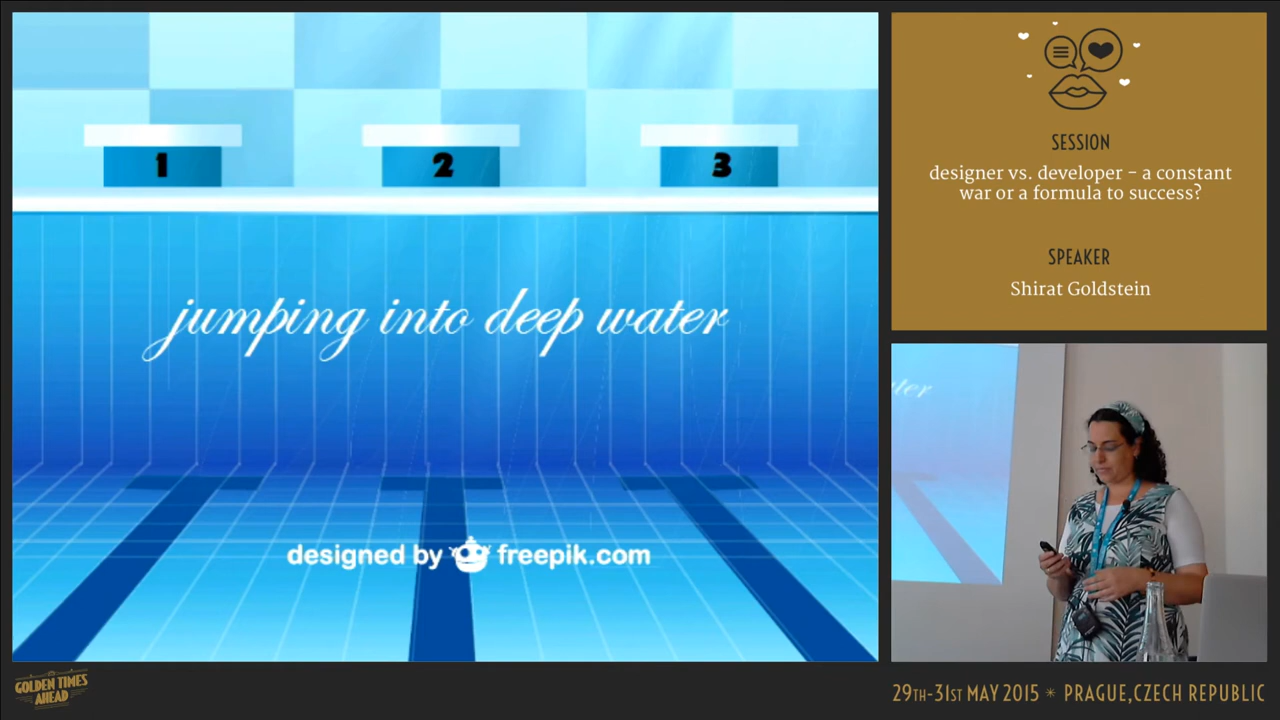 1
2
3
jumping into deep water
designed by freepik.com
SESSION
designer vs. developer – a constant
war or a formula to success?
SPEAKER
Shirat Goldstein
ter
GOLDEN TIMES
AHEAD
29TH-31ST MAY 2015 * PRAGUE,CZECH REPUBLIC